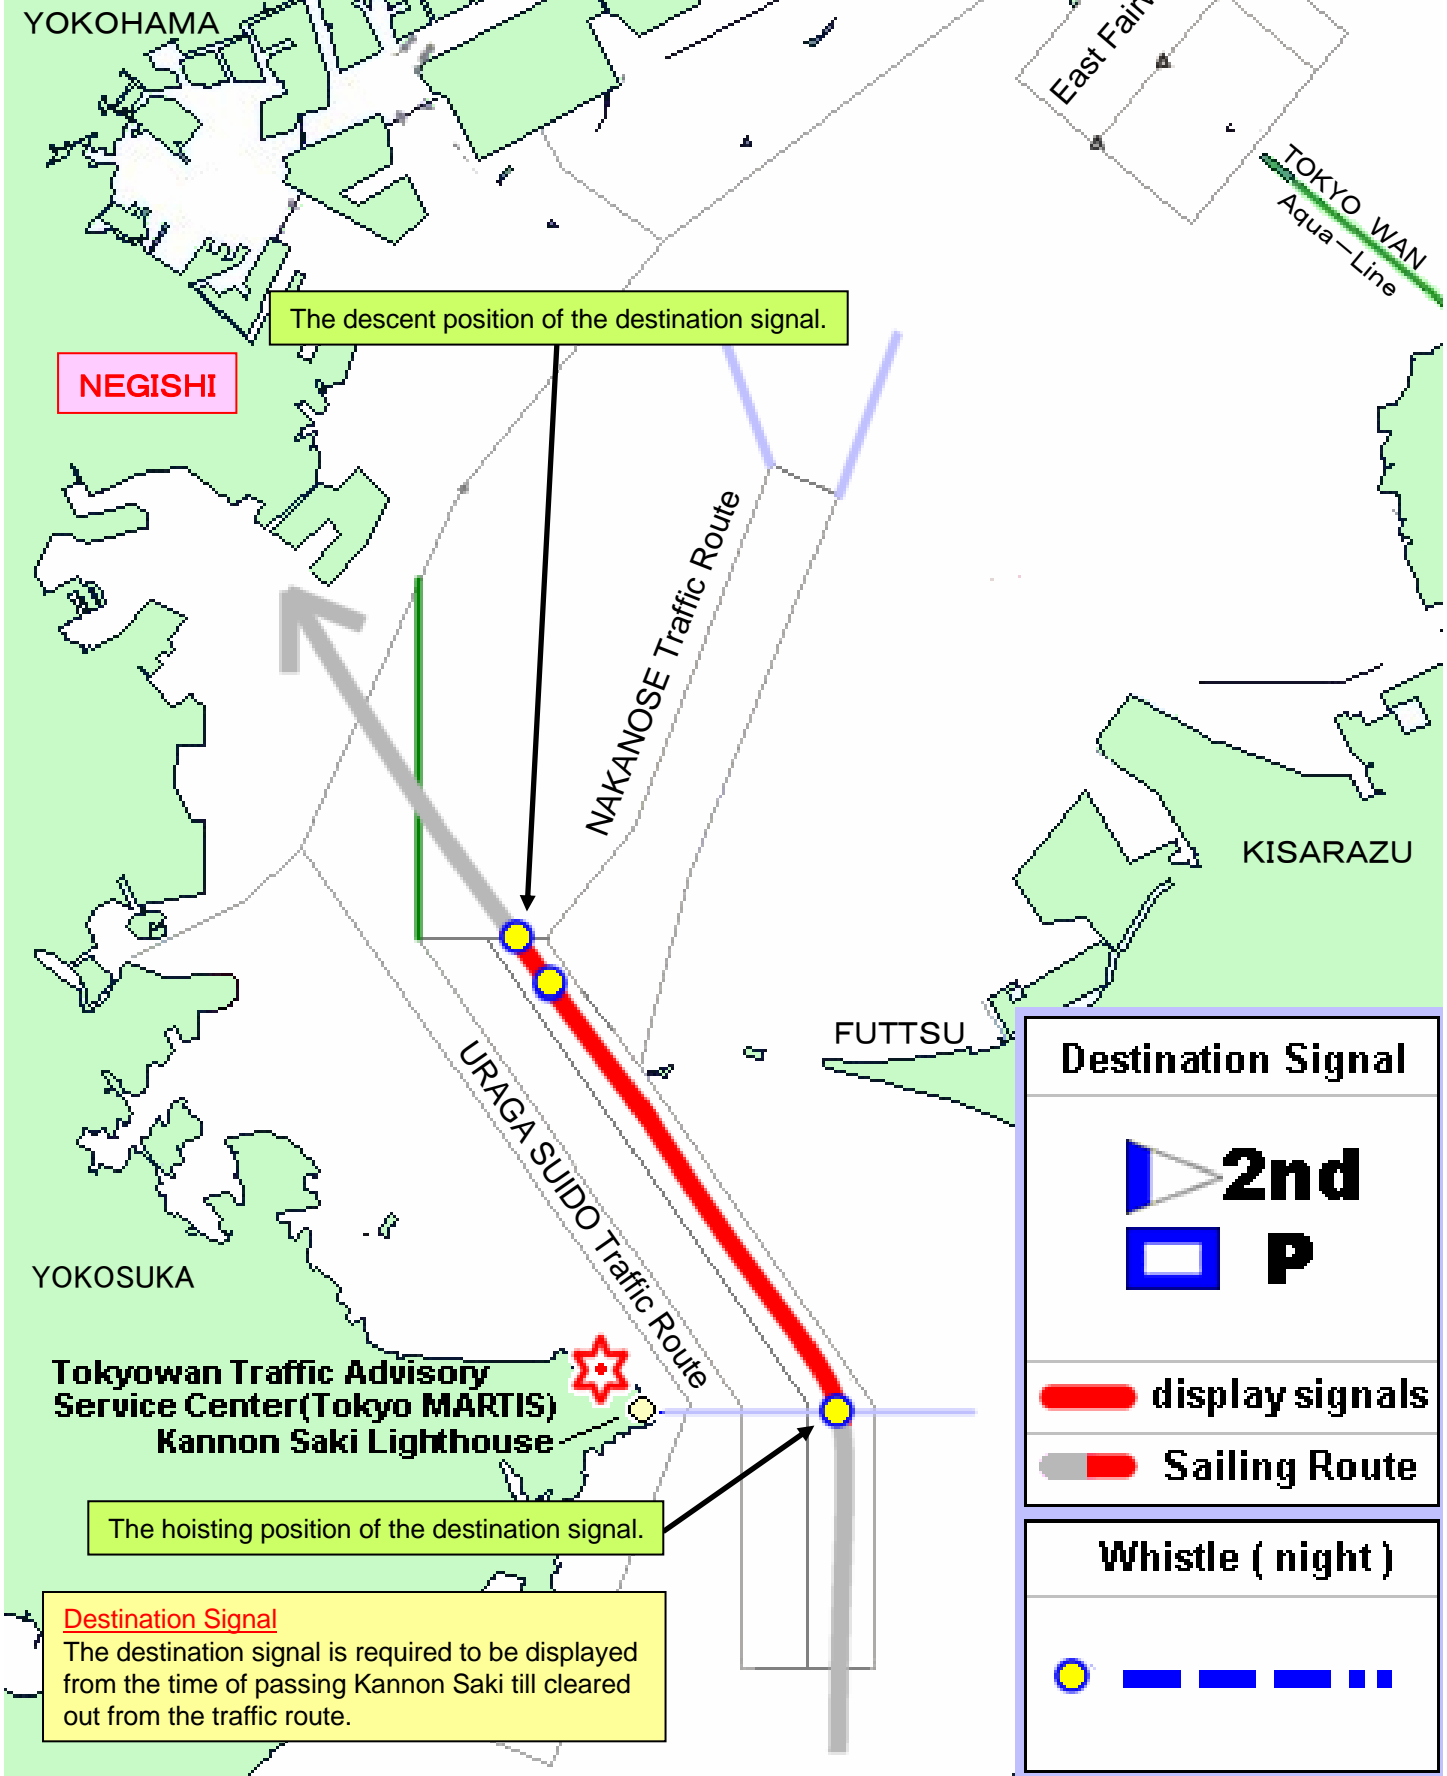 YOKOHAMA
East Fairw
TOKYO WAN
Aqua-Line
The descent position of the destination signal.
NEGISHI
NAKANOSE Traffic Route
KISARAZU
FUTTSU
URAGA SUIDO Traffic Route
YOKOSUKA
Tokyowan Traffic Advisory
Service Center(Tokyo MARTIS)
Kannon Saki Lighthouse
The hoisting position of the destination signal.
Destination Signal
The destination signal is required to be displayed
from the time of passing Kannon Saki till cleared
out from the traffic route.
Destination Signal
2nd
P
display signals
Sailing Route
Whistle ( night )